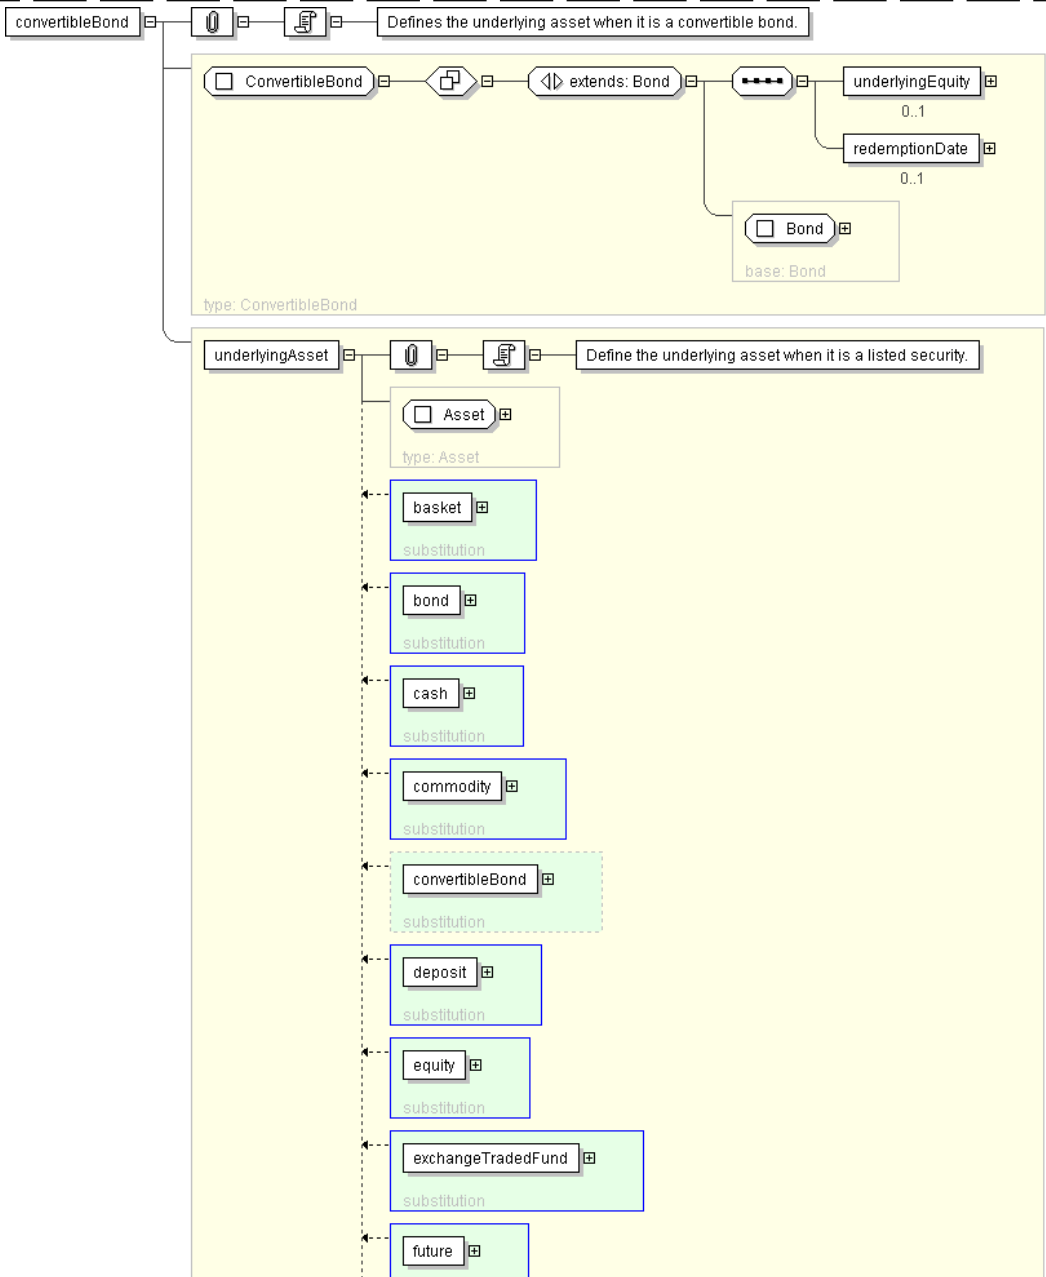 convertibleBond Defines the underlying asset when it is a convertible bond.
ConvertibleBond extends: Bond underlyingEquity
0..1
redemptionDate
0..1
Bond
base: Bond
type: ConvertibleBond
underlyingAsset Define the underlying asset when it is a listed security.
Asset
type: Asset
basket
substitution
bond
substitution
cash
substitution
commodity
substitution
convertibleBond
substitution
deposit
substitution
equity
substitution
exchangeTradedFund
substitution
future